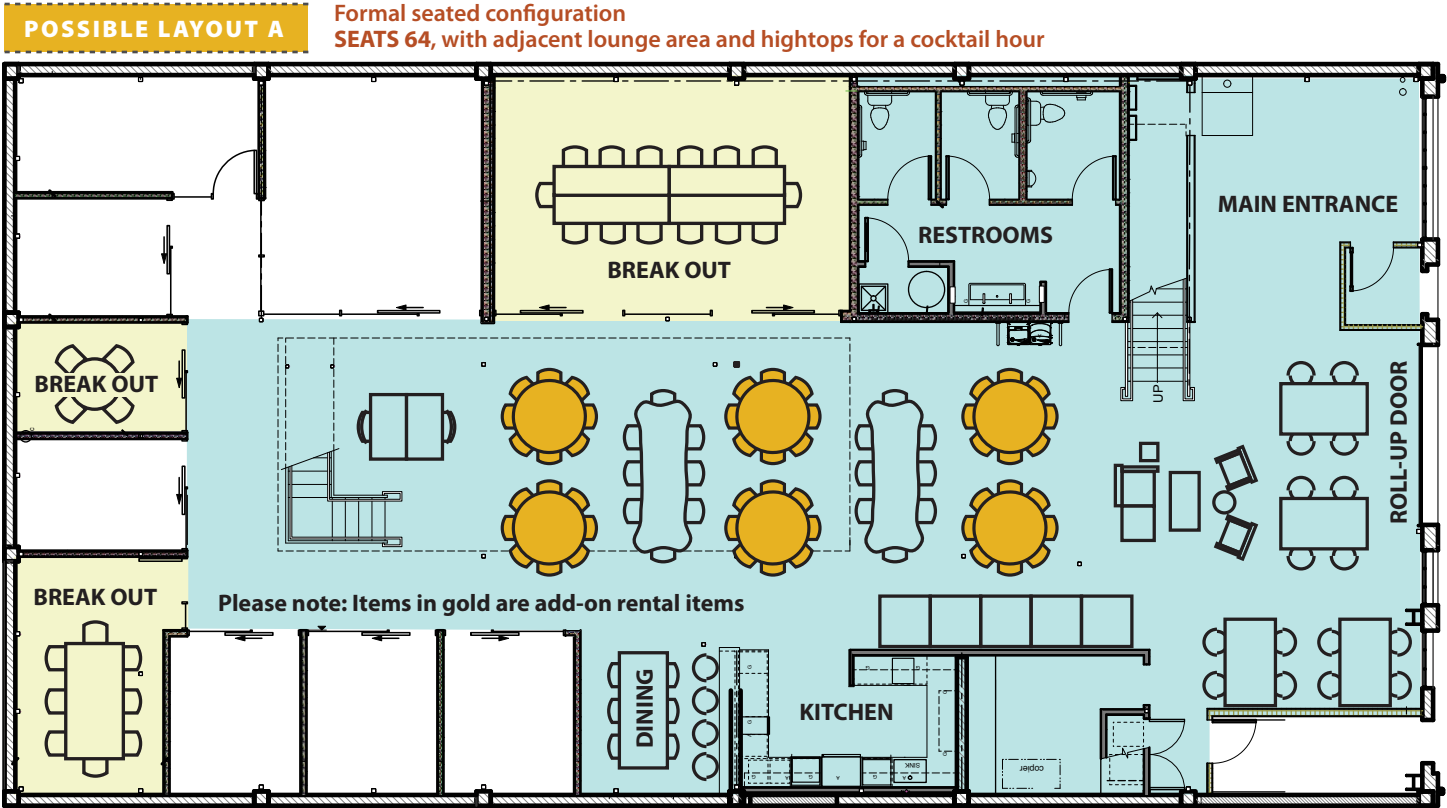 POSSIBLE LAYOUT A
Formal seated configuration
SEATS 64, with adjacent lounge area and hightops for a cocktail hour
MAIN ENTRANCE
RESTROOMS
BREAK OUT
BREAK OUT
UP
ROLL-UP DOOR
BREAK OUT
Please note: Items in gold are add-on rental items
DINING
KITCHEN
SINK
copier